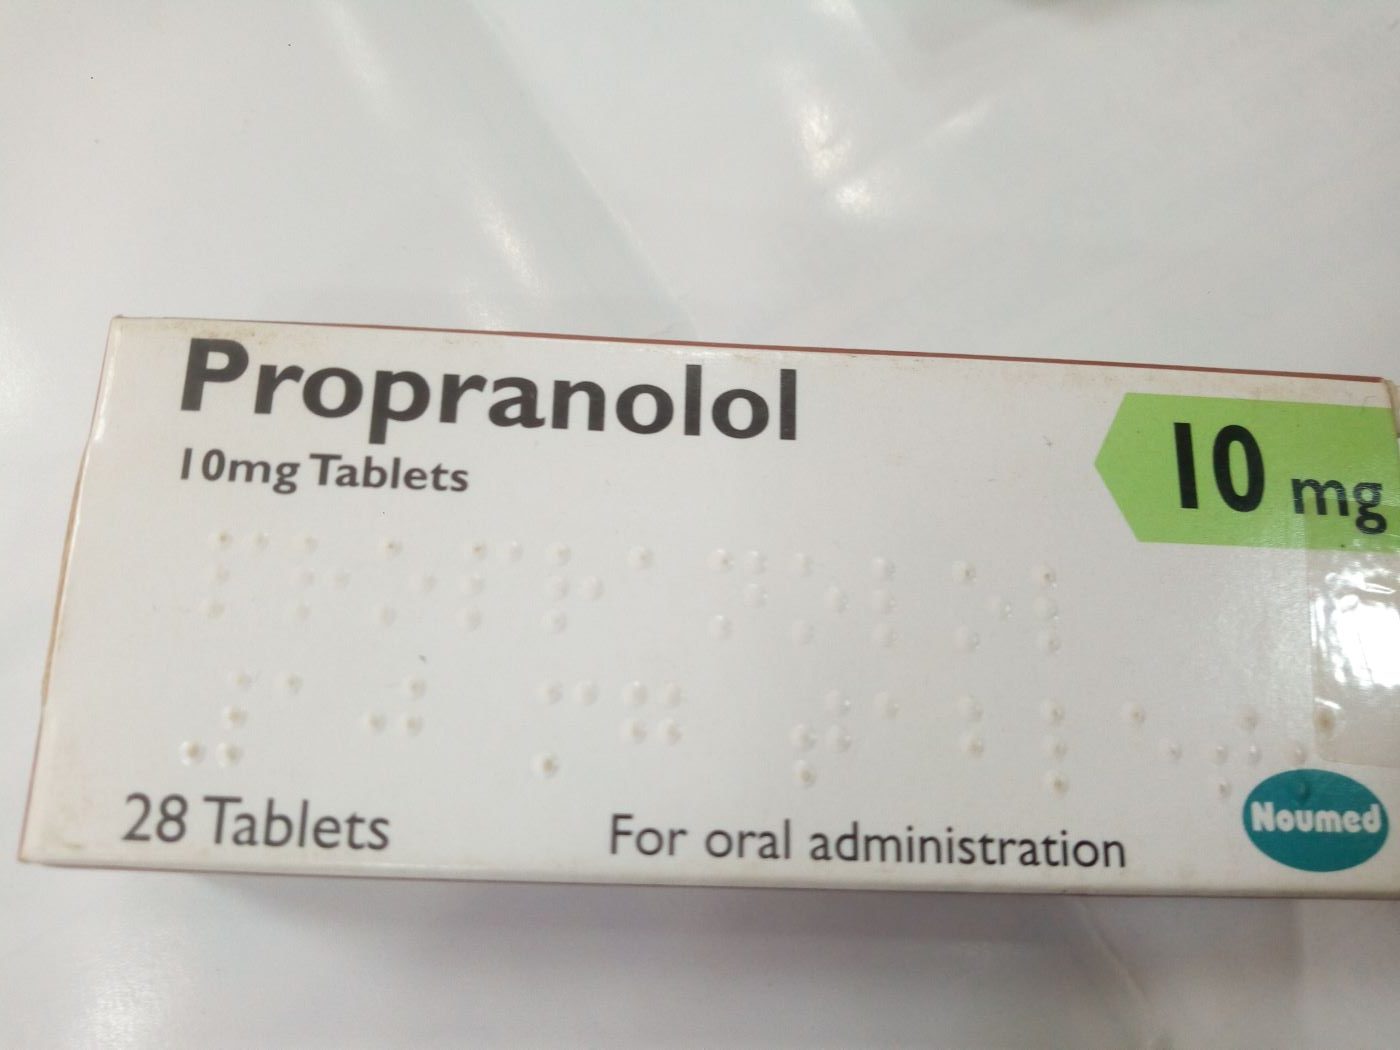 Propranolol
10mg Tablets
10 mg
28 Tablets
For oral administration
Noumed